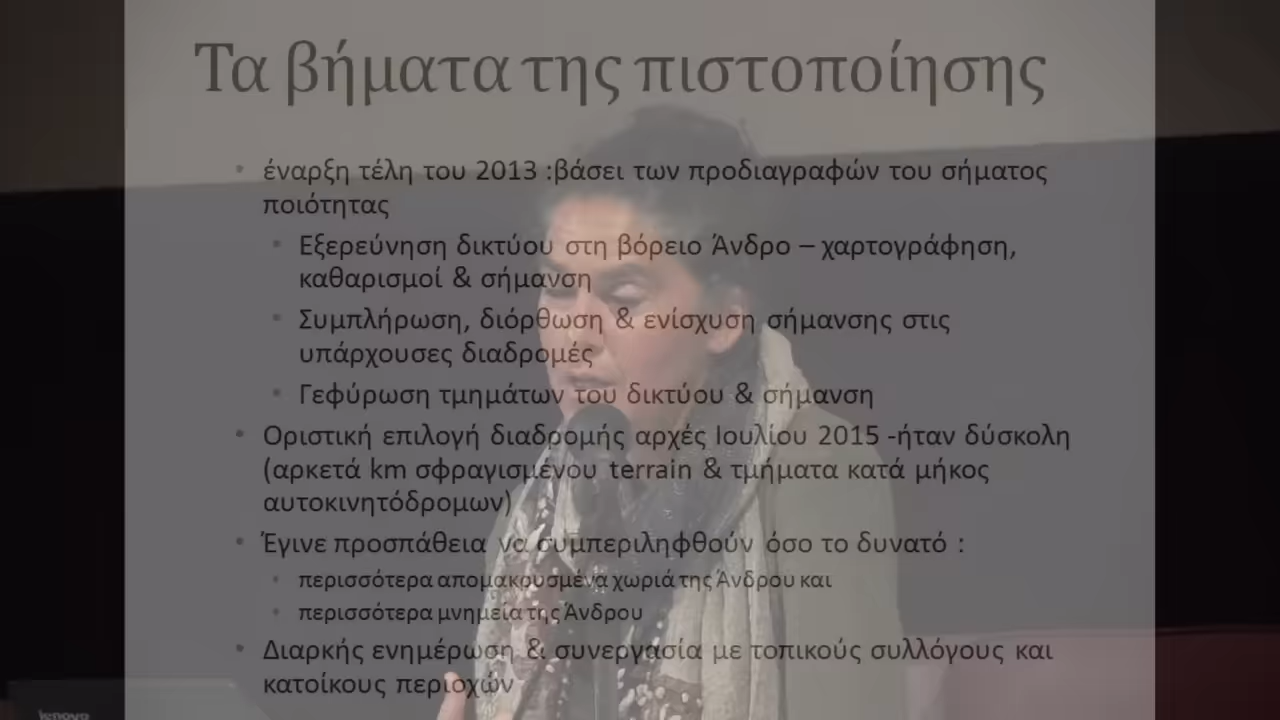 Τα βήματα της πιστοποίησης
• έναρξη τέλη του 2013 :βάσει των προδιαγραφών του σήματος
ποιότητας
• Εξερεύνηση δικτύου στη βόρειο Άνδρο – χαρτογράφηση,
καθαρισμοί & σήμανση
• Συμπλήρωση, διόρθωση & ενίσχυση σήμανσης στις
υπάρχουσες διαδρομές
• Γεφύρωση τμημάτων του δικτύου & σήμανση
• Οριστική επιλογή διαδρομής αρχές Ιουλίου 2015 -ήταν δύσκολη
(αρκετά km σφραγισμένου terrain & τμήματα κατά μήκος
αυτοκινητόδρομων)
• Έγινε προσπάθεια να συμπεριληφθούν όσο το δυνατό :
• περισσότερα απομακρυσμένα χωριά της Άνδρου και
• περισσότερα μνημεία της Άνδρου
• Διαρκής ενημέρωση & συνεργασία με τοπικούς συλλόγους και
κατοίκους περιοχών
lenovo